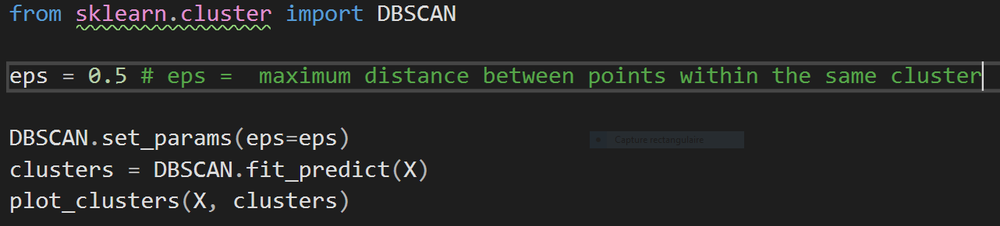 from sklearn.cluster import DBSCAN
eps = 0.5 # eps =  maximum distance between points within the same cluster
DBSCAN.set_params(eps=eps)
Capture rectangulaire
clusters = DBSCAN.fit_predict(X)
plot_clusters(X, clusters)